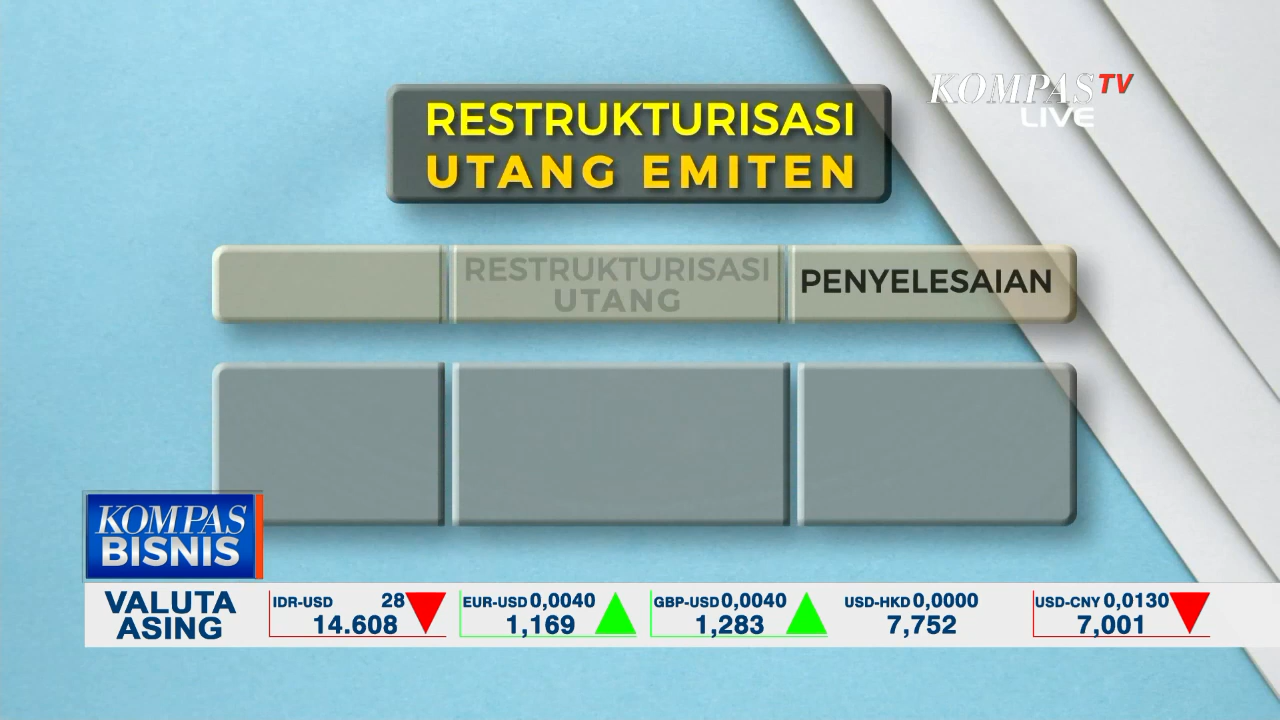 KOMPAS TV
LIVE
RESTRUKTURISASI
UTANG EMITEN
RESTRUKTURISASI
UTANG
PENYELESAIAN
KOMPAS
BISNIS
VALUTA
ASING
IDR-USD 28
14.608
EUR-USD 0,0040
1,169
GBP-USD 0,0040
1,283
USD-HKD 0,0000
7,752
USD-CNY 0,0130
7,001